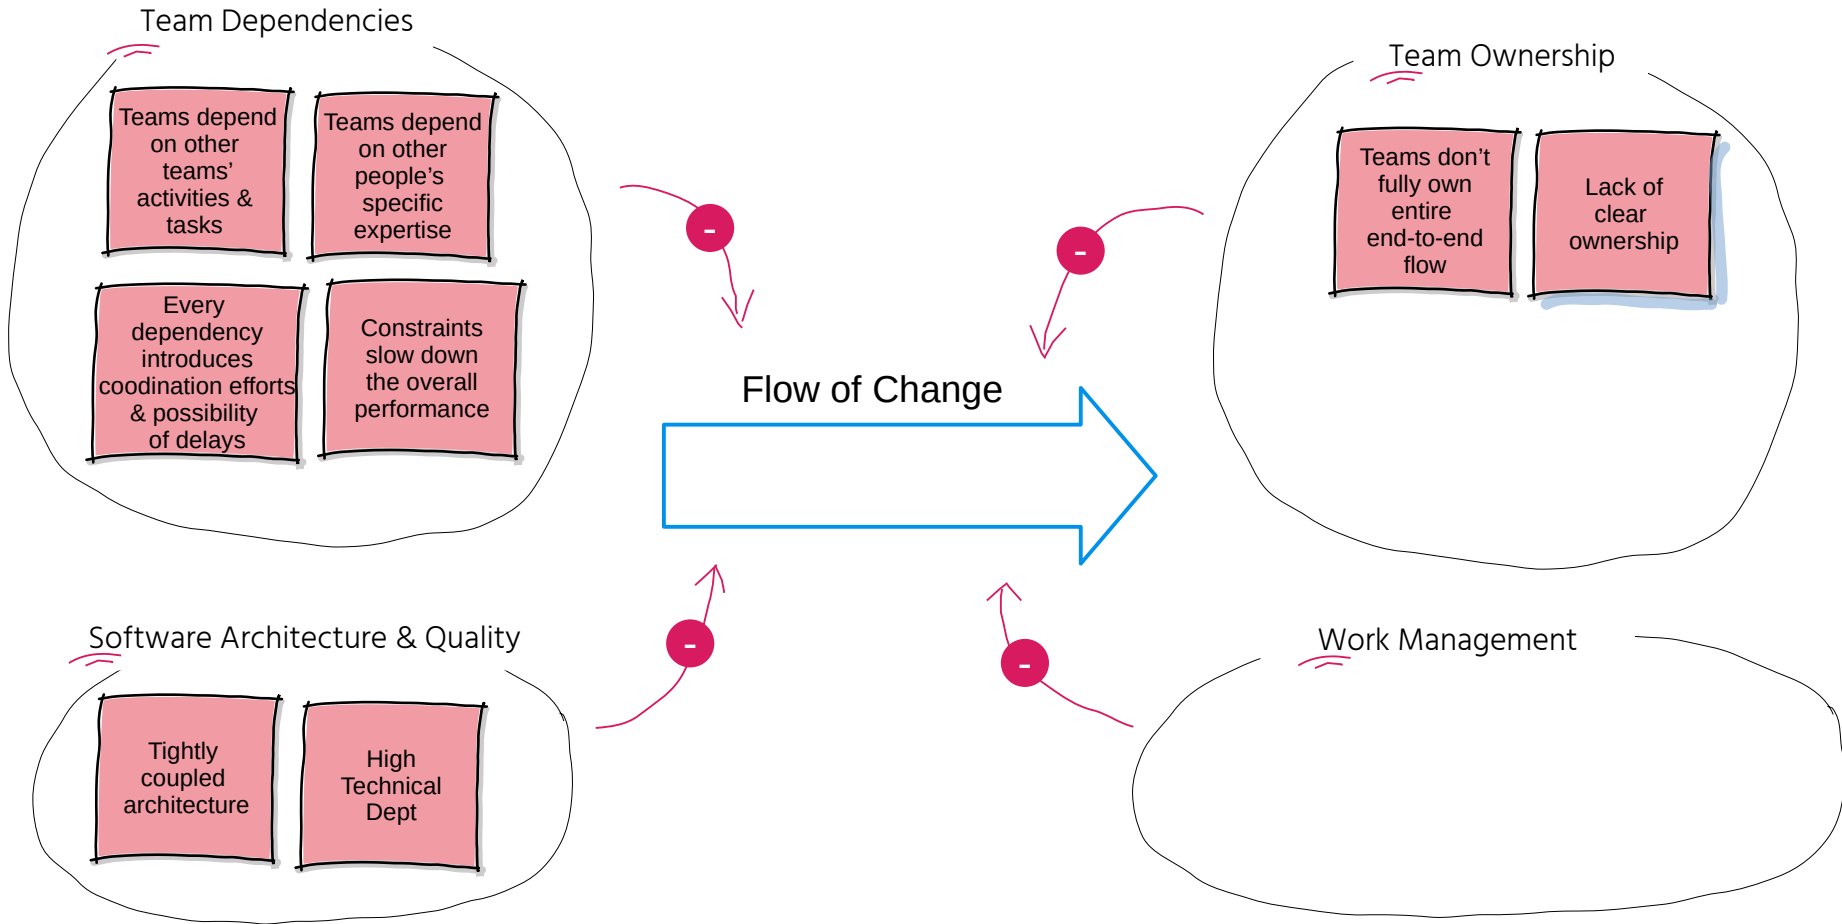 Team Dependencies
Teams depend
on other
teams’
activities &
tasks
Teams depend
on other
people’s
specific
expertise
Every
dependency
introduces
coodination efforts
& possibility
of delays
Constraints
slow down
the overall
performance
-
-
Flow of Change
Team Ownership
Teams don’t
fully own
entire
end-to-end
flow
Lack of
clear
ownership
Software Architecture & Quality
Tightly
coupled
architecture
High
Technical
Dept
-
-
Work Management